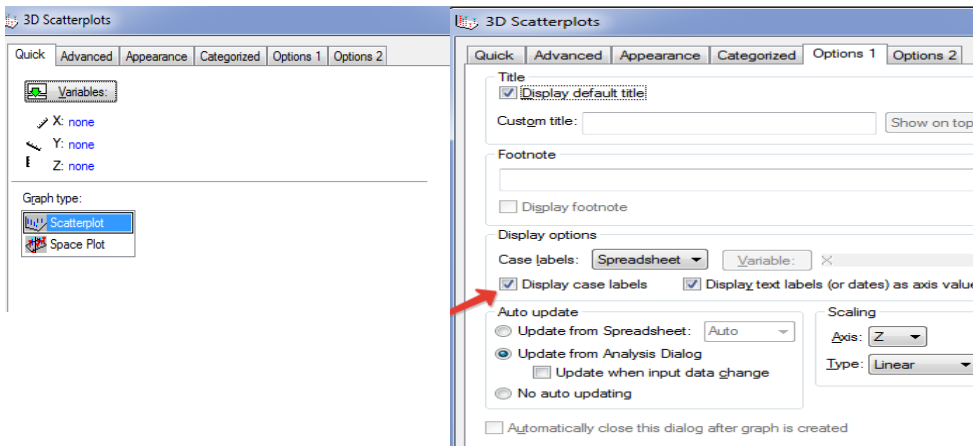 3D Scatterplots
Quick Advanced Appearance Categorized Options 1 Options 2
Variables:
X: none
Y: none
Z: none
Graph type:
Scatterplot
Space Plot
3D Scatterplots
Quick Advanced Appearance Categorized Options 1 Options 2
Title
Display default title
Custom title: Show on top
Footnote
Display footnote
Display options
Case labels: Spreadsheet Variable:
Display case labels Display text labels (or dates) as axis value
Auto update Scaling
Update from Spreadsheet: Auto Axis: Z
Update from Analysis Dialog
Update when input data change Type: Linear
No auto updating
Automatically close this dialog after graph is created